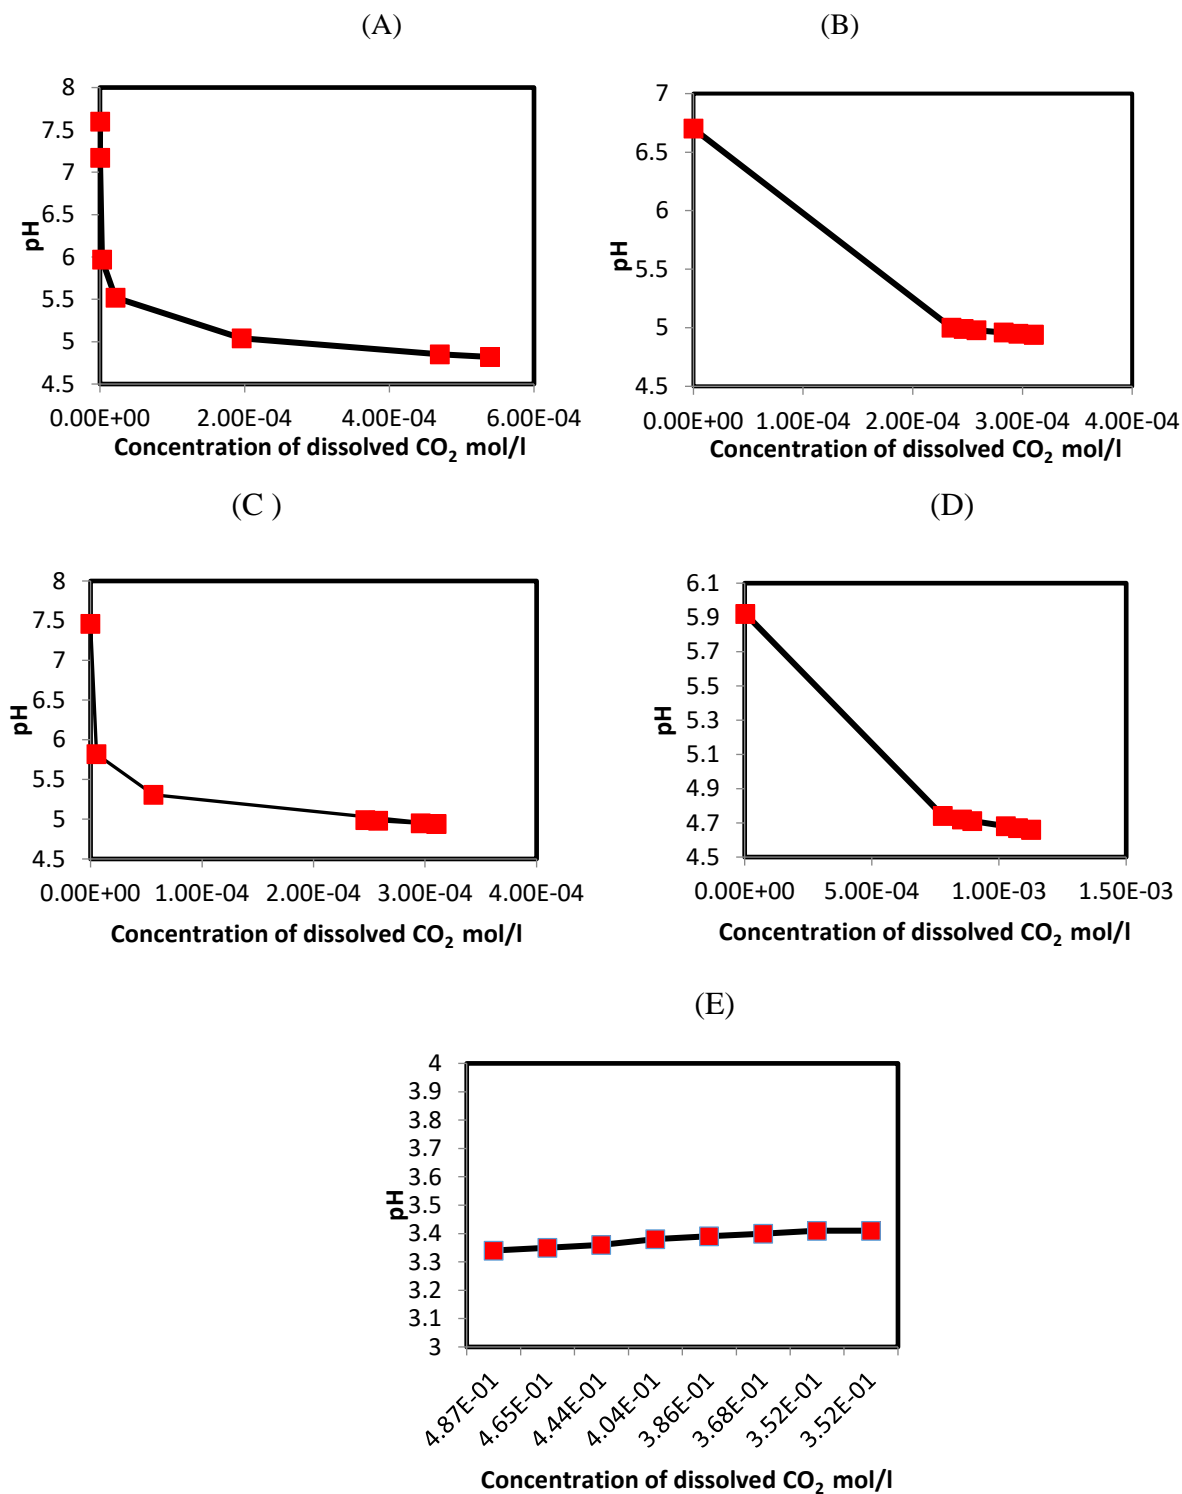 (A)
8
7.5
7
6.5
6
5.5
5
4.5
pH
0.00E+00 2.00E-04 4.00E-04 6.00E-04
Concentration of dissolved CO₂ mol/l
(B)
7
6.5
6
5.5
5
4.5
pH
0.00E+00 1.00E-04 2.00E-04 3.00E-04 4.00E-04
Concentration of dissolved CO₂ mol/l
(C )
8
7.5
7
6.5
6
5.5
5
4.5
pH
0.00E+00 1.00E-04 2.00E-04 3.00E-04 4.00E-04
Concentration of dissolved CO₂ mol/l
(D)
6.1
5.9
5.7
5.5
5.3
5.1
4.9
4.7
4.5
pH
0.00E+00 5.00E-04 1.00E-03 1.50E-03
Concentration of dissolved CO₂ mol/l
(E)
4
3.9
3.8
3.7
3.6
3.5
3.4
3.3
3.2
3.1
3
pH
4.87E-01 4.65E-01 4.44E-01 4.04E-01 3.86E-01 3.68E-01 3.52E-01 3.52E-01
Concentration of dissolved CO₂ mol/l